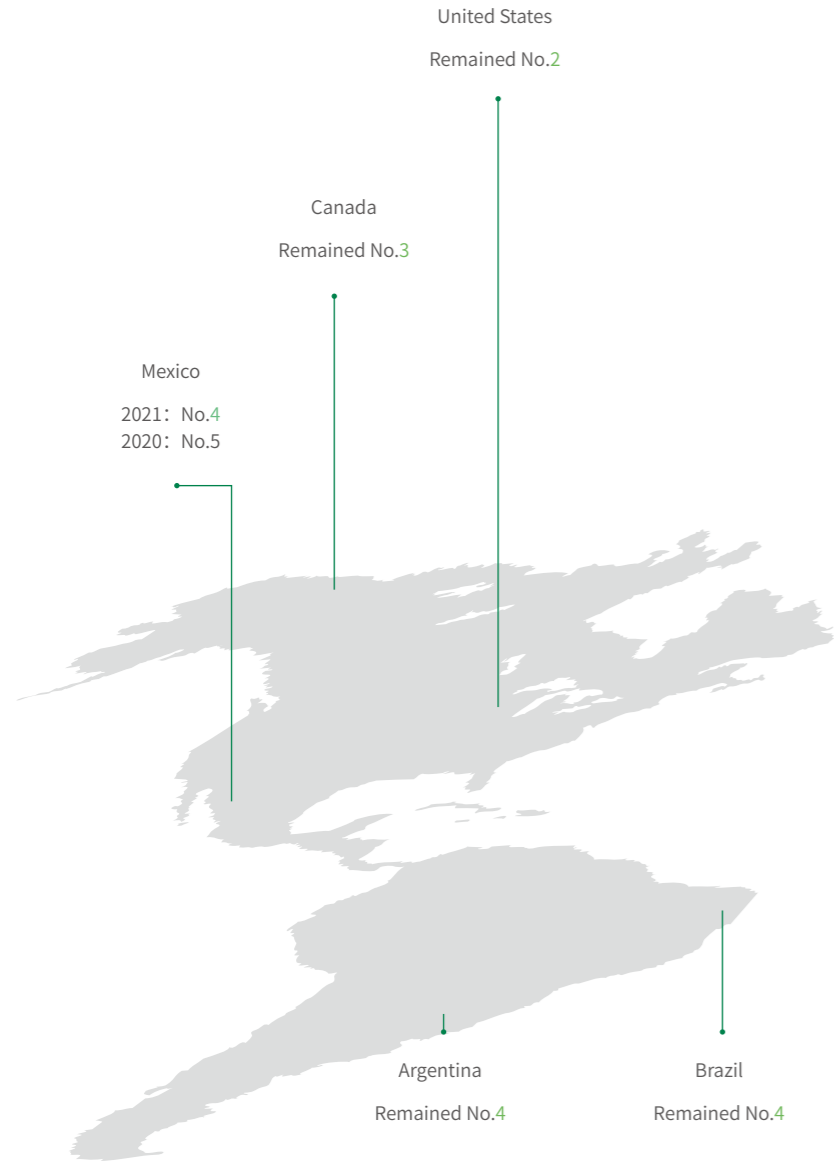 United States
Remained No.2
Canada
Remained No.3
Mexico
2021：No.4
2020：No.5
Argentina
Remained No.4
Brazil
Remained No.4